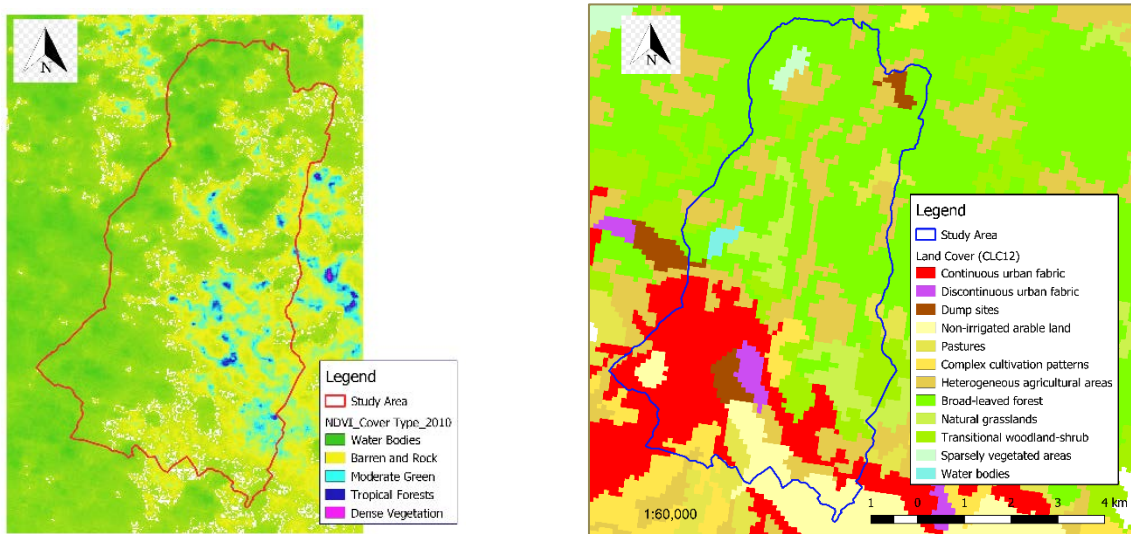 N
Legend
Study Area
NDVI_Cover Type_2010
Water Bodies
Barren and Rock
Moderate Green
Tropical Forests
Dense Vegetation
N
Legend
Study Area
Land Cover (CLC12)
Continuous urban fabric
Discontinuous urban fabric
Dump sites
Non-irrigated arable land
Pastures
Complex cultivation patterns
Heterogeneous agricultural areas
Broad-leaved forest
Natural grasslands
Transitional woodland-shrub
Sparsely vegetated areas
Water bodies
1 0 1 2 3 4 km
1:60,000